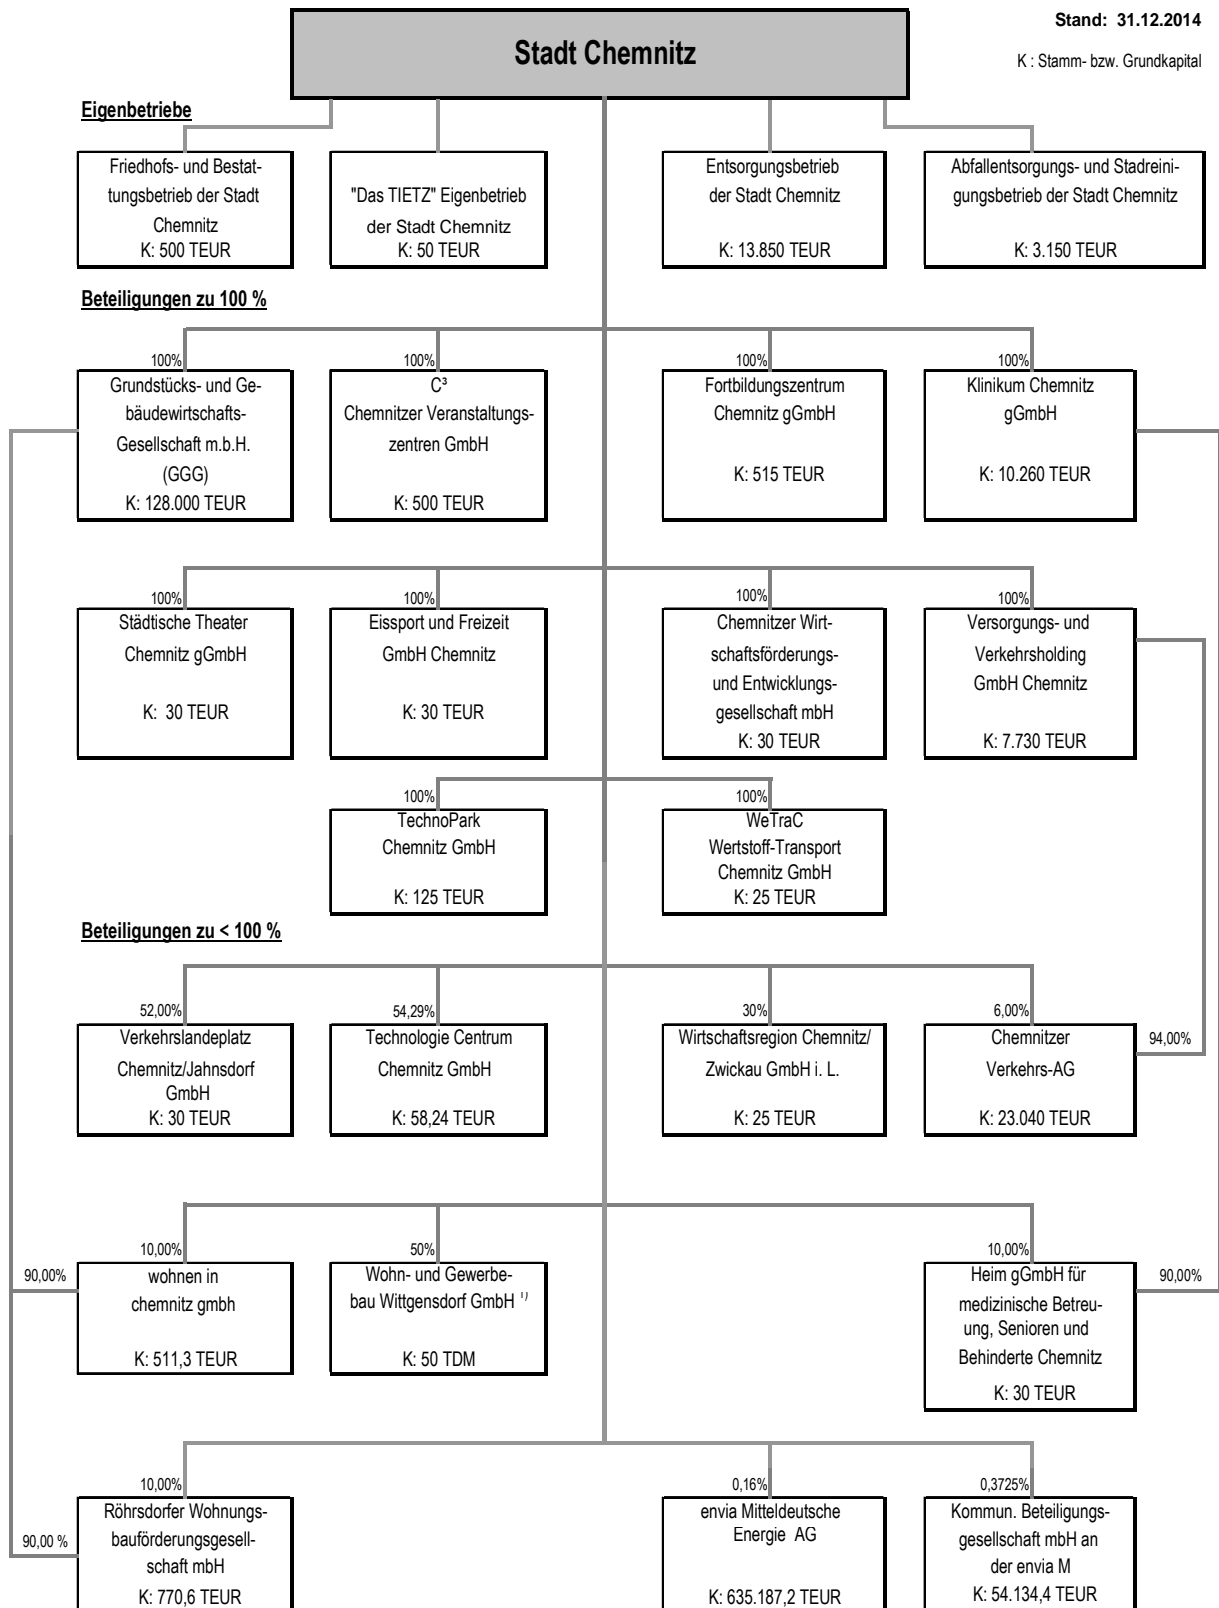 Stadt Chemnitz
Stand: 31.12.2014
K : Stamm- bzw. Grundkapital
Eigenbetriebe
Friedhofs- und Bestat-
tungsbetrieb der Stadt
Chemnitz
K: 500 TEUR
"Das TIETZ" Eigenbetrieb
der Stadt Chemnitz
K: 50 TEUR
Entsorgungsbetrieb
der Stadt Chemnitz
K: 13.850 TEUR
Abfallentsorgungs- und Stadreini-
gungsbetrieb der Stadt Chemnitz
K: 3.150 TEUR
Beteiligungen zu 100 %
100%
Grundstücks- und Ge-
bäudewirtschafts-
Gesellschaft m.b.H.
(GGG)
K: 128.000 TEUR
100%
C³
Chemnitzer Veranstaltungs-
zentren GmbH
K: 500 TEUR
100%
Fortbildungszentrum
Chemnitz gGmbH
K: 515 TEUR
100%
Klinikum Chemnitz
gGmbH
K: 10.260 TEUR
100%
Städtische Theater
Chemnitz gGmbH
K: 30 TEUR
100%
Eissport und Freizeit
GmbH Chemnitz
K: 30 TEUR
100%
Chemnitzer Wirt-
schaftsförderungs-
und Entwicklungs-
gesellschaft mbH
K: 30 TEUR
100%
Versorgungs- und
Verkehrsholding
GmbH Chemnitz
K: 7.730 TEUR
100%
TechnoPark
Chemnitz GmbH
K: 125 TEUR
100%
WeTraC
Wertstoff-Transport
Chemnitz GmbH
K: 25 TEUR
Beteiligungen zu < 100 %
52,00%
Verkehrslandeplatz
Chemnitz/Jahnsdorf
GmbH
K: 30 TEUR
54,29%
Technologie Centrum
Chemnitz GmbH
K: 58,24 TEUR
30%
Wirtschaftsregion Chemnitz/
Zwickau GmbH i. L.
K: 25 TEUR
6,00%
Chemnitzer
Verkehrs-AG
K: 23.040 TEUR
94,00%
90,00%
10,00%
wohnen in
chemnitz gmbh
K: 511,3 TEUR
50%
Wohn- und Gewerbe-
bau Wittgensdorf GmbH ¹⁾
K: 50 TDM
10,00%
Heim gGmbH für
medizinische Betreu-
ung, Senioren und
Behinderte Chemnitz
K: 30 TEUR
90,00%
90,00 %
10,00%
Röhrsdorfer Wohnungs-
bauförderungsgesell-
schaft mbH
K: 770,6 TEUR
0,16%
envia Mitteldeutsche
Energie AG
K: 635.187,2 TEUR
0,3725%
Kommun. Beteiligungs-
gesellschaft mbH an
der envia M
K: 54.134,4 TEUR